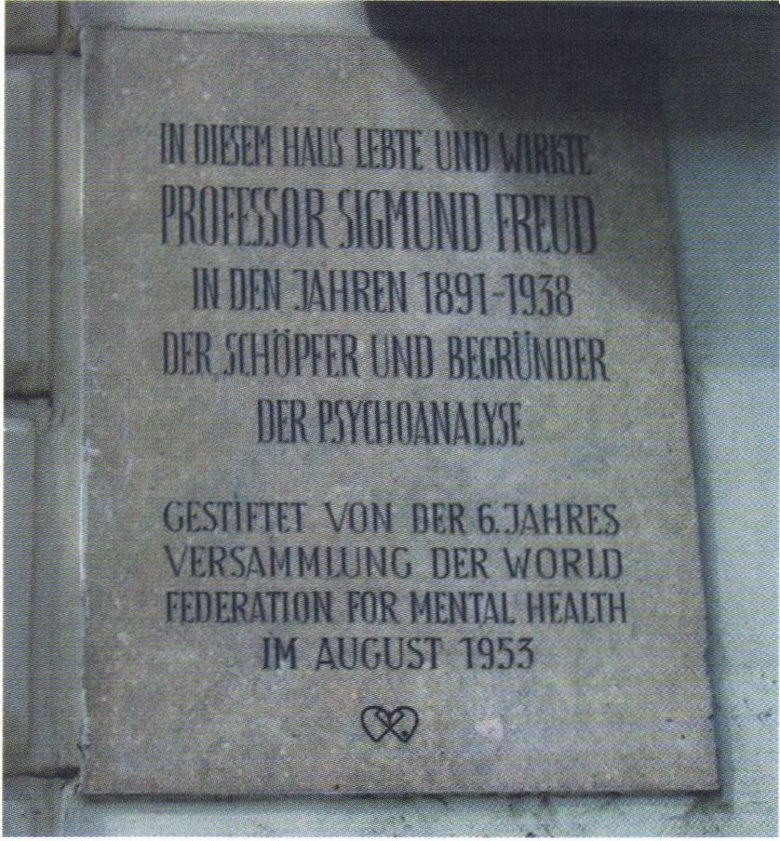 IN DIESEM HAUS LEBTE UND WIRKTE
PROFESSOR SIGMUND FREUD
IN DEN JAHREN 1891-1938
DER SCHÖPFER UND BEGRÜNDER
DER PSYCHOANALYSE
GESTIFTET VON DER 6. JAHRES
VERSAMMLUNG DER WORLD
FEDERATION FOR MENTAL HEALTH
IM AUGUST 1953